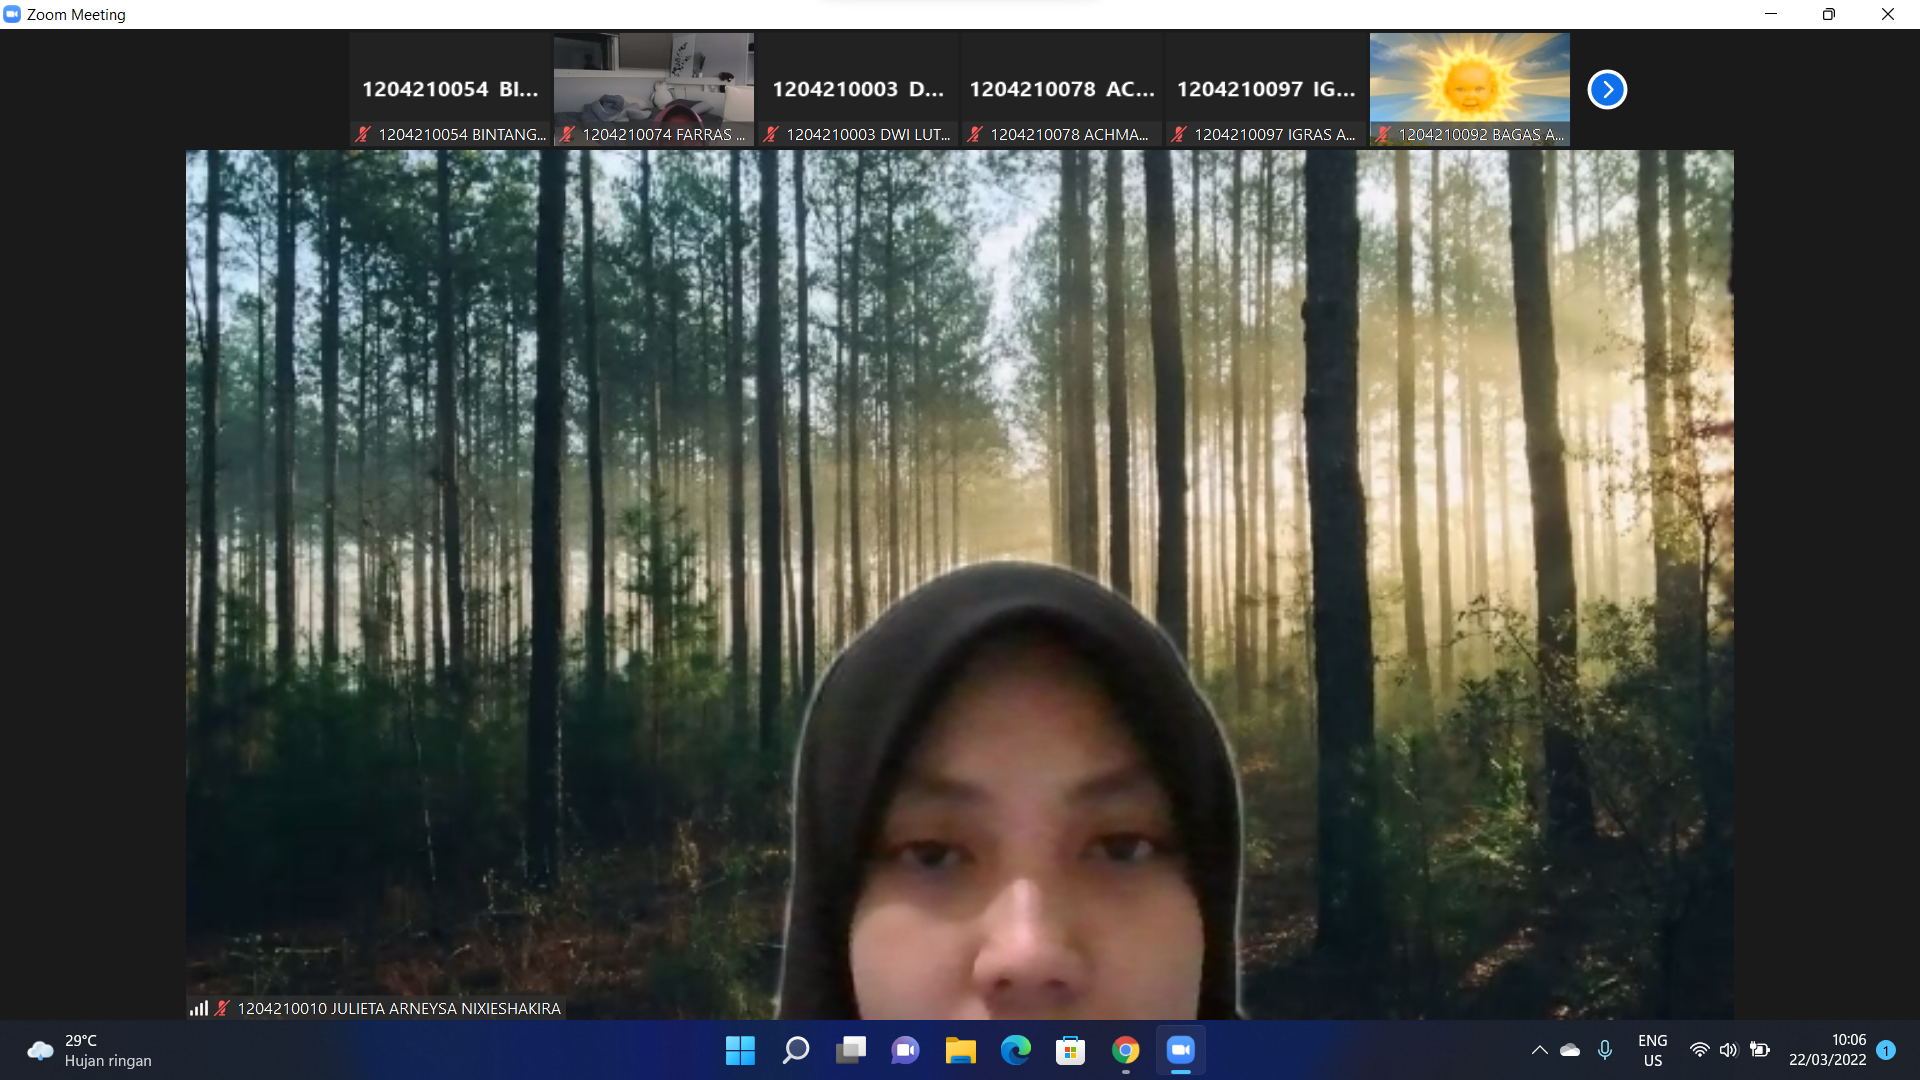 Zoom Meeting
1204210054 BI...
1204210003 D...
1204210078 AC...
1204210097 IG...
1204210054 BINTANG...
1204210074 FARRAS ...
1204210003 DWI LUT...
1204210078 ACHMA...
1204210097 IGRAS A...
1204210092 BAGAS A...
1204210010 JULIETA ARNEYSA NIXIESHAKIRA
29°C
Hujan ringan
ENG
US
10:06
22/03/2022
1